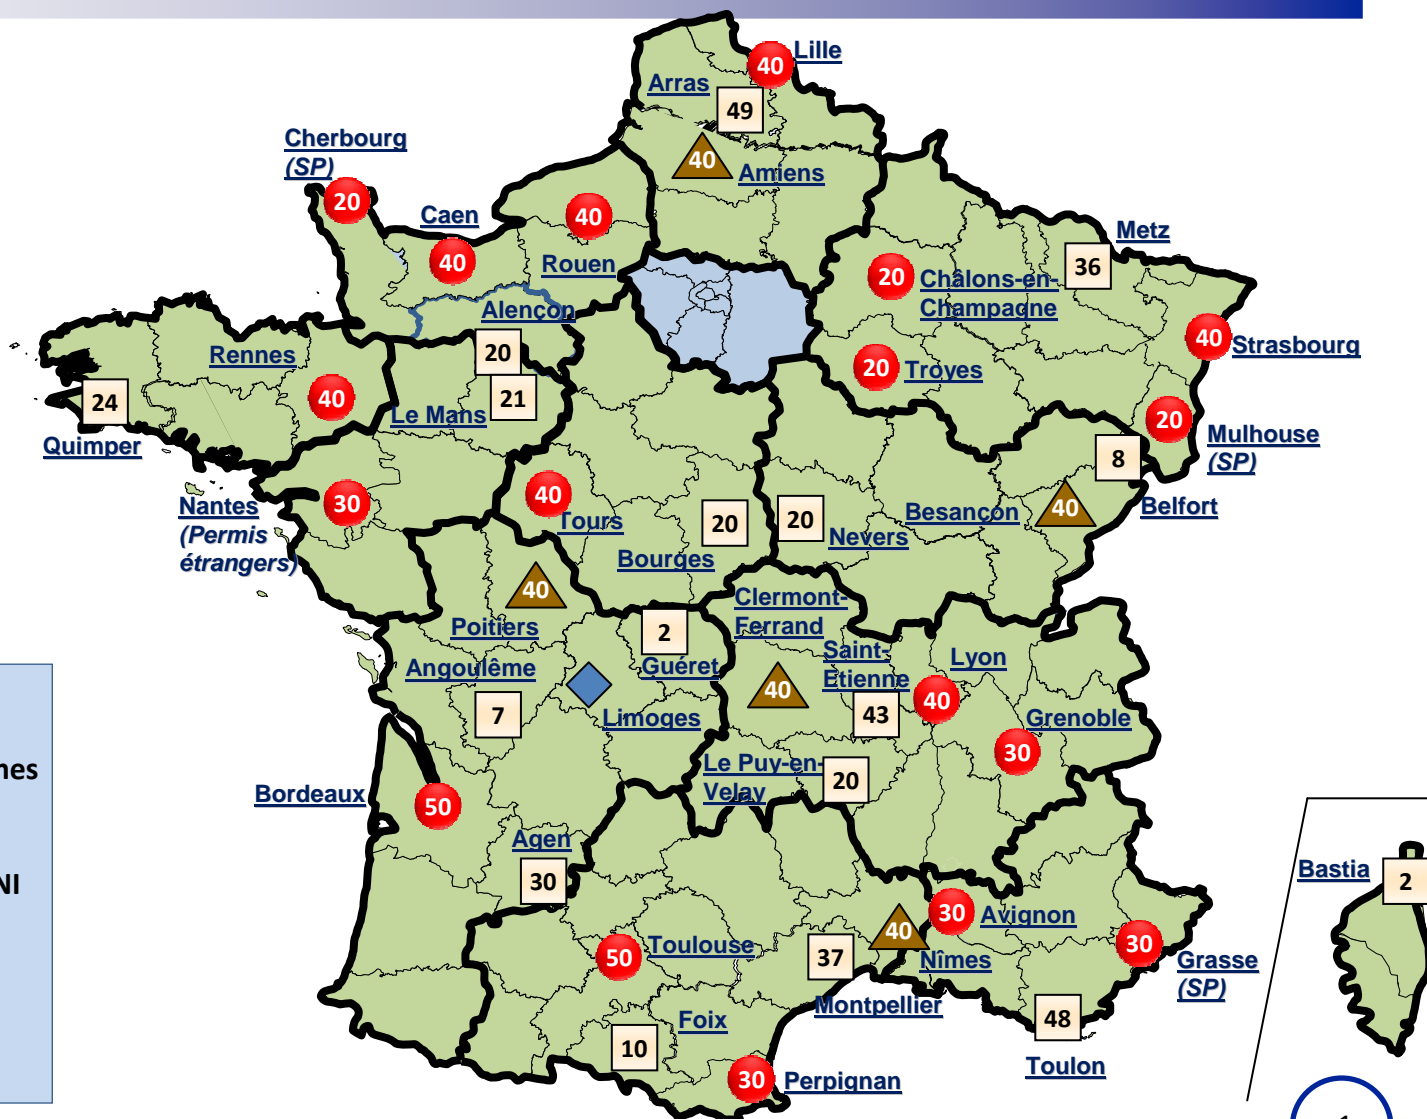 Lille
40
Arras
49
Cherbourg
(SP)
40
Amiens
20
Caen
40
Metz
40
Rouen
36
20
Châlons-en-
Champagne
Alençon
Rennes
20
40
Strasbourg
20
Troyes
24
40
Le Mans
21
20
Mulhouse
(SP)
Quimper
8
Belfort
Nantes
(Permis
étrangers)
30
40
Tours
20
Bourges
20
Nevers
Besançon
40
40
Poitiers
Clermont-
Ferrand
2
Guéret
Saint-
Etienne
Lyon
Angoulême
7
Limoges
40
43
40
Grenoble
30
Le Puy-en-
Velay
20
Bordeaux
50
Agen
30
Bastia
2
30
Avignon
40
Nîmes
30
Grasse
(SP)
Toulouse
50
37
Montpellier
48
Toulon
Foix
10
30
Perpignan